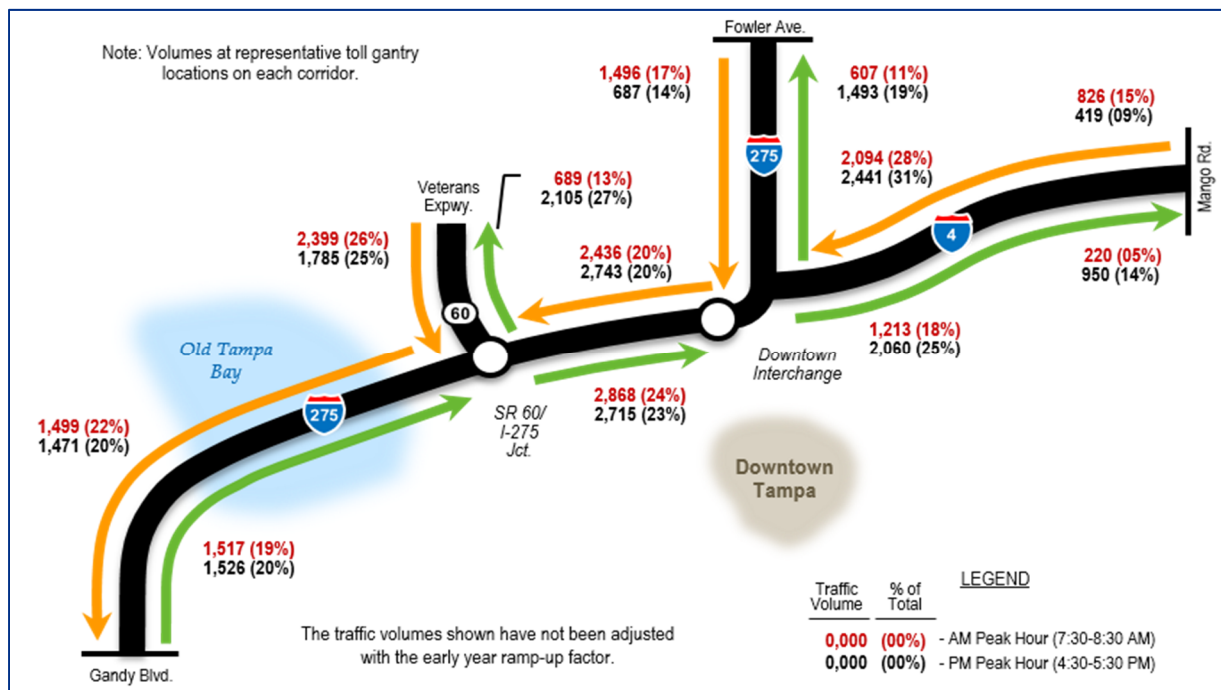 Fowler Ave.
Note: Volumes at representative toll gantry
locations on each corridor.
1,496 (17%)
687 (14%)
607 (11%)
1,493 (19%)
826 (15%)
419 (09%)
275
2,094 (28%)
2,441 (31%)
Mango Rd.
689 (13%)
2,105 (27%)
Veterans
Expwy.
2,399 (26%)
1,785 (25%)
2,436 (20%)
2,743 (20%)
4
220 (05%)
950 (14%)
60
1,213 (18%)
2,060 (25%)
Old Tampa
Bay
Downtown
Interchange
275
SR 60/
I-275
Jct.
2,868 (24%)
2,715 (23%)
1,499 (22%)
1,471 (20%)
Downtown
Tampa
1,517 (19%)
1,526 (20%)
The traffic volumes shown have not been adjusted
with the early year ramp-up factor.
Gandy Blvd.
LEGEND
Traffic
Volume
% of
Total
0,000 (00%) - AM Peak Hour (7:30-8:30 AM)
0,000 (00%) - PM Peak Hour (4:30-5:30 PM)